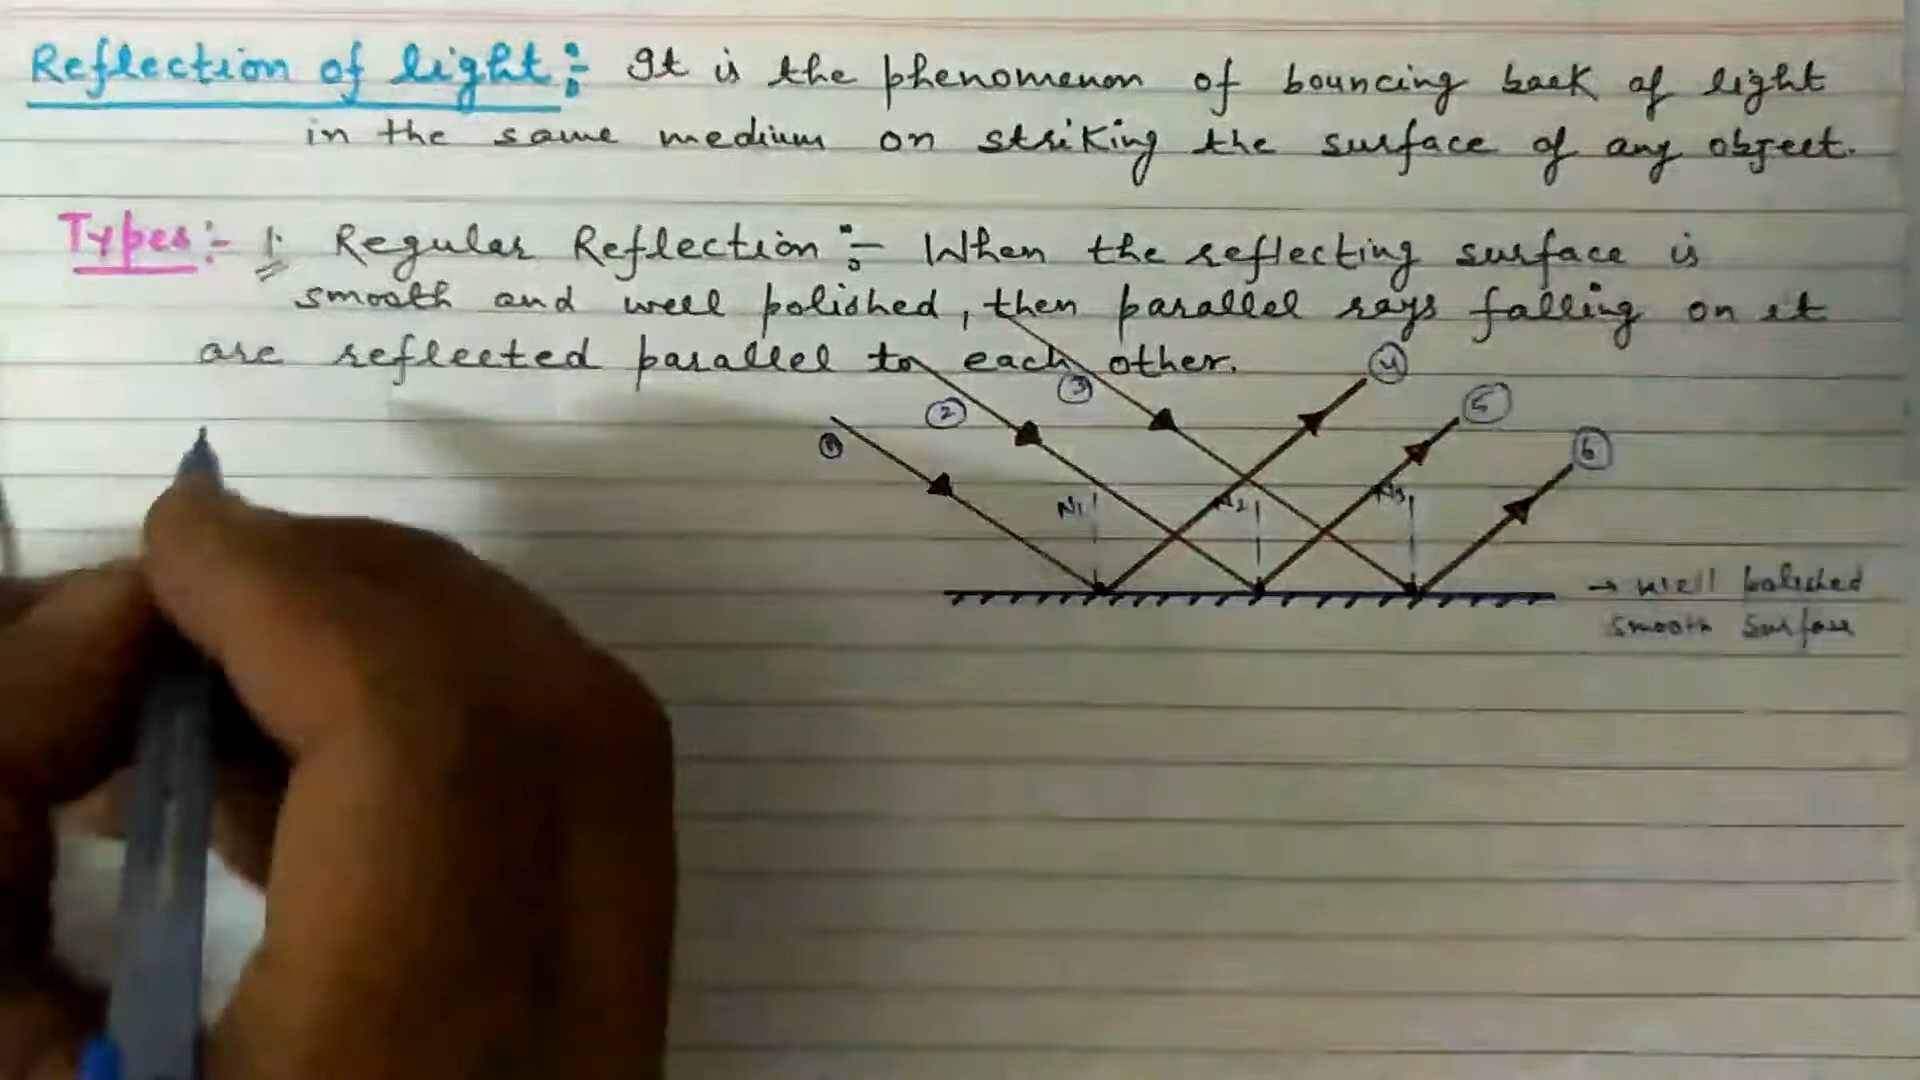 Reflection of light:- It is the phenomenon of bouncing back of light
in the same medium on striking the surface of any object.
Types:- 1. Regular Reflection:- When the reflecting surface is
smooth and well polished, then parallel rays falling on it
are reflected parallel to each other.
4
3
5
2
1
6
N1 N2 N3
→ well polished
smooth surface